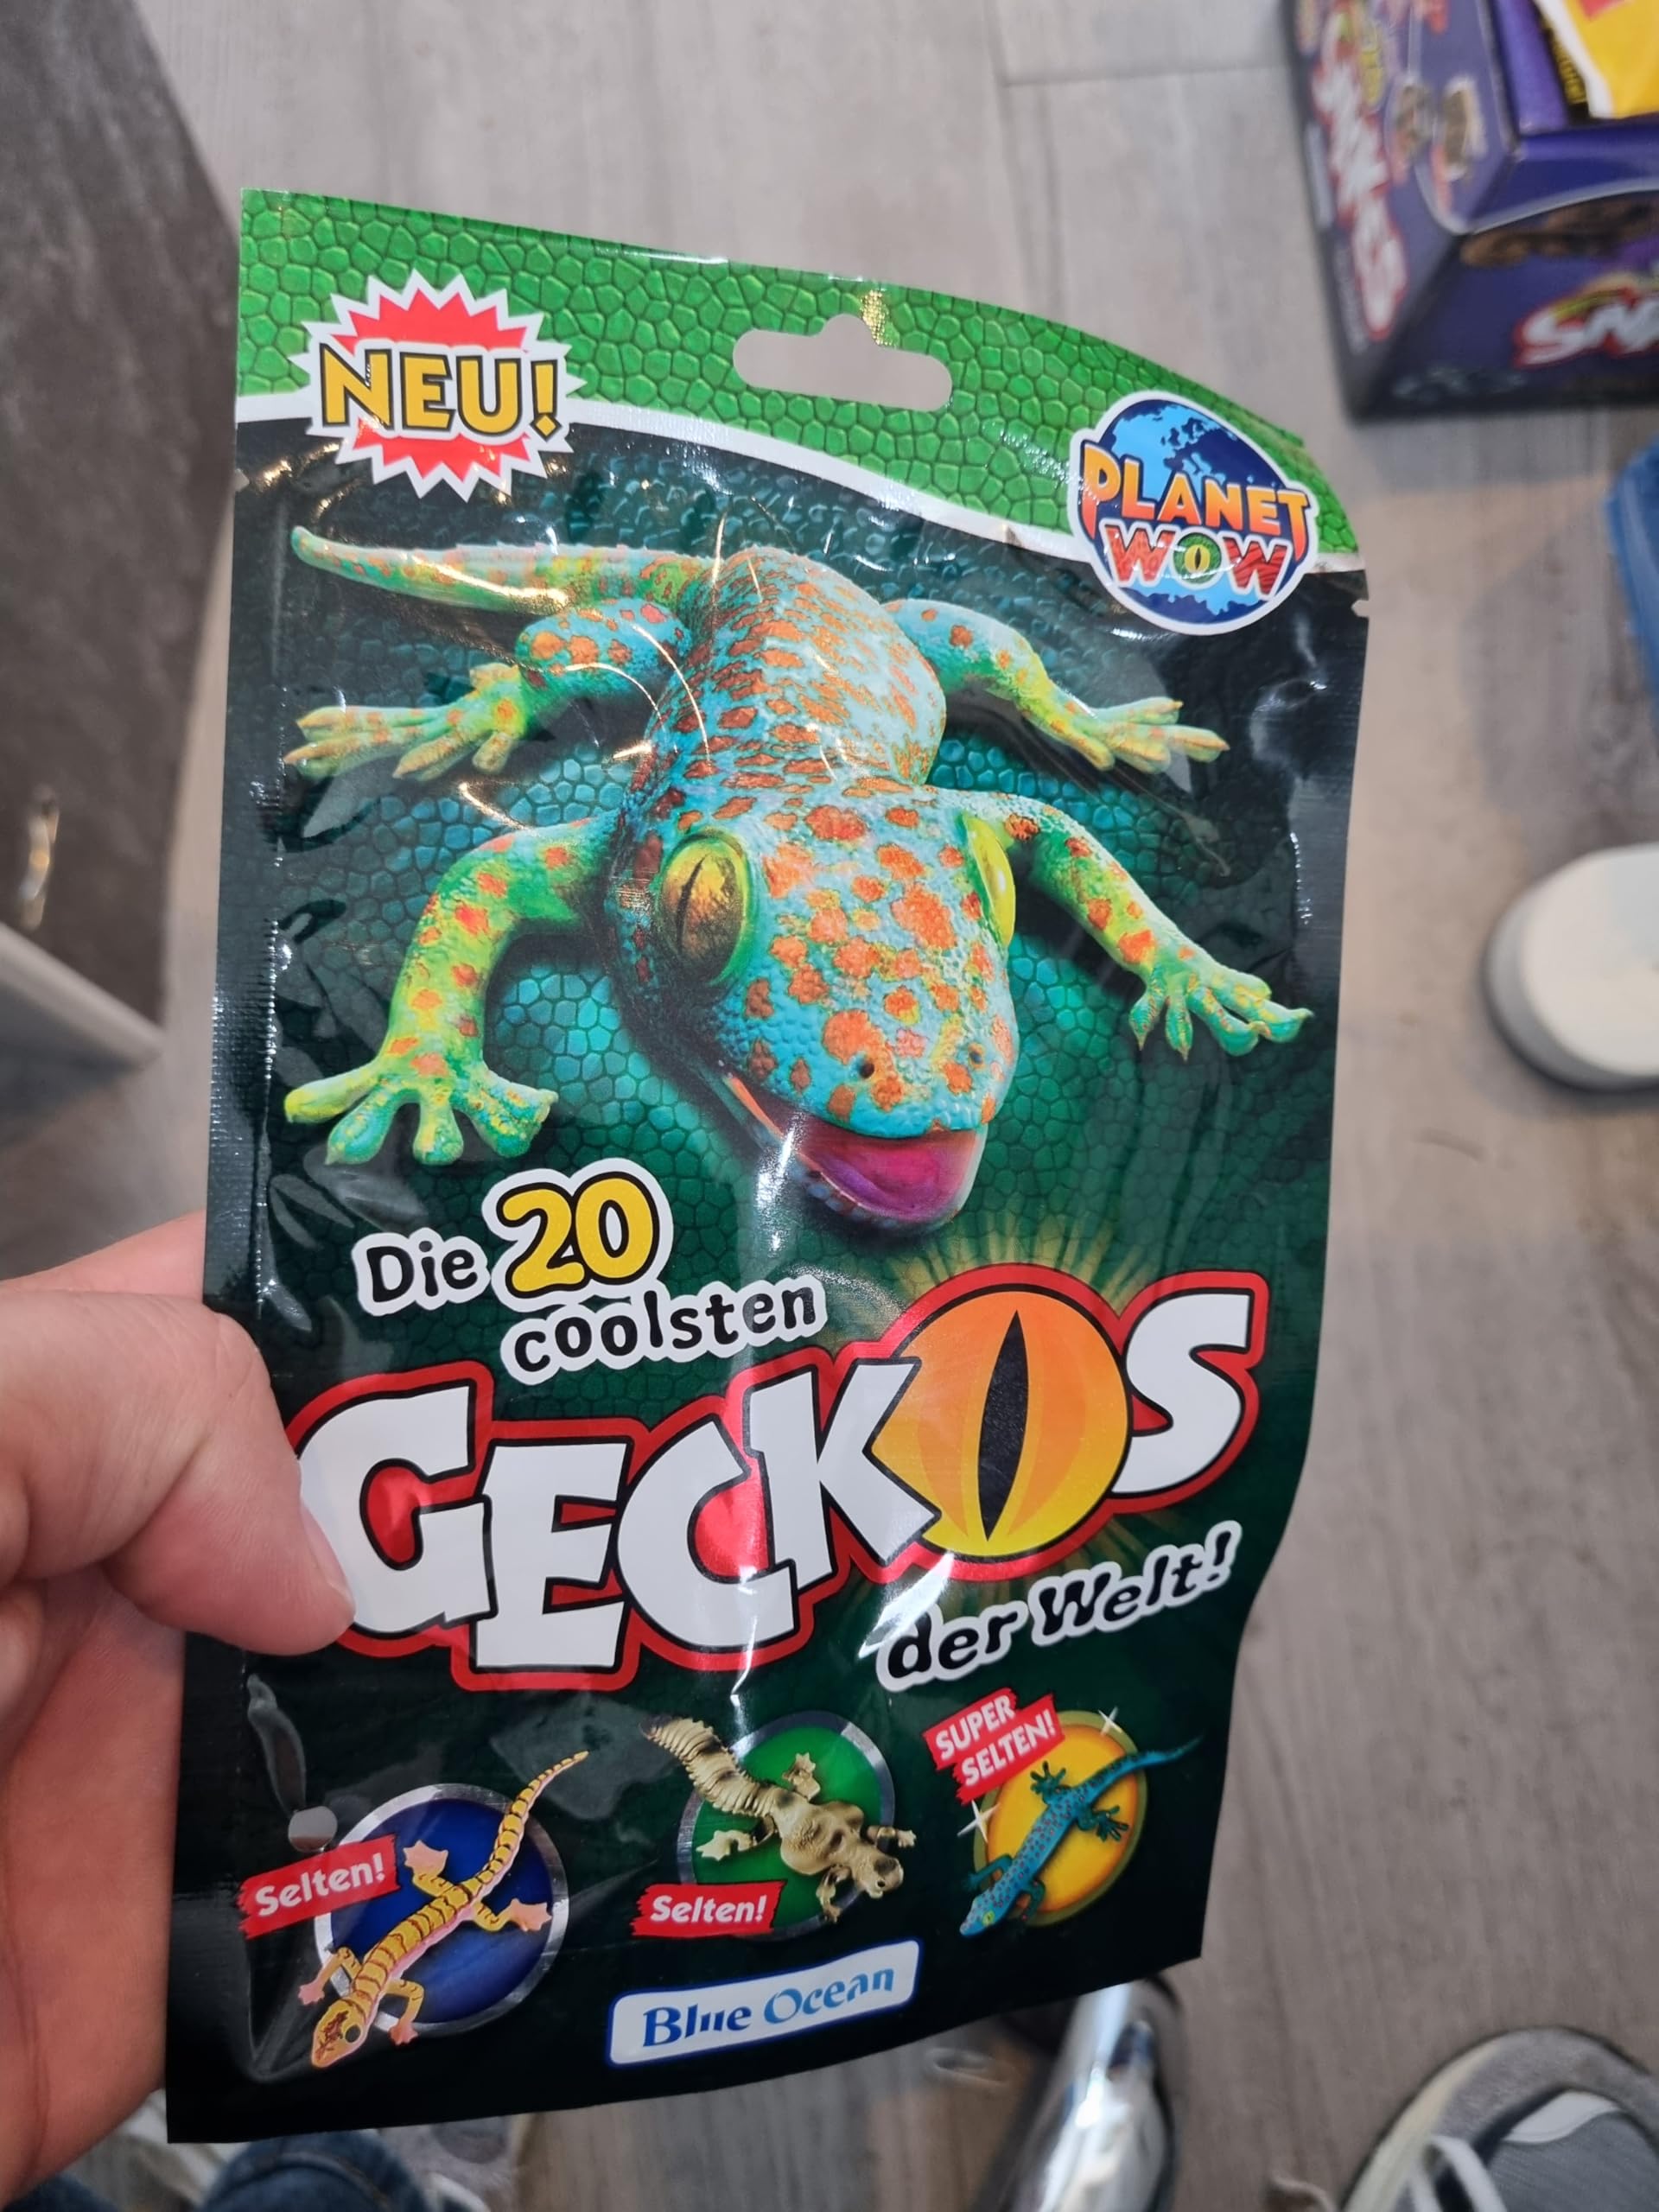 NEU!
PLANET
WOW
Die 20
coolsten
GECKOS
der Welt!
SUPER
SELTEN!
Selten!
Selten!
Blue Ocean